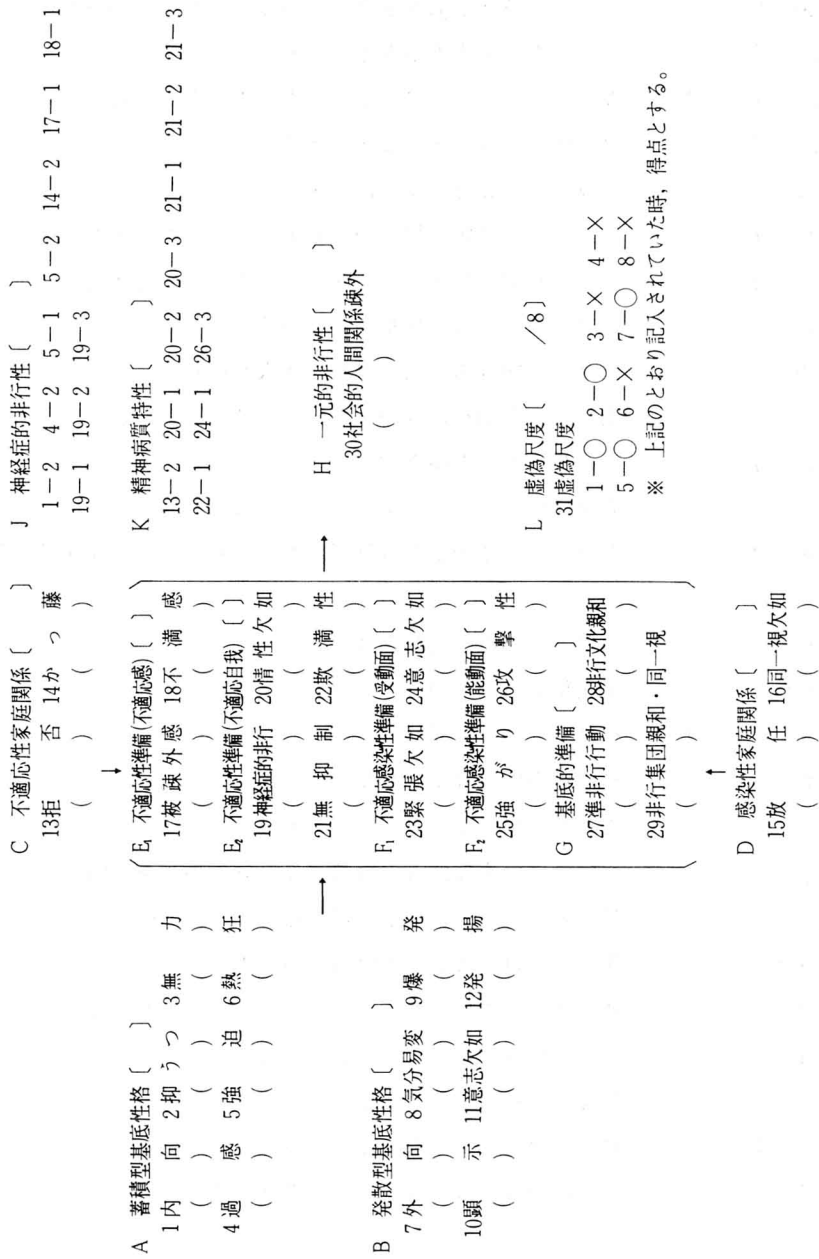 A 蓄積型基底性格〔 〕
1内向 2抑うつ 3無力
( ) ( ) ( )
4過感 5強迫 6熱狂
( ) ( ) ( )
B 発散型基底性格〔 〕
7外向 8気分易変 9爆発
( ) ( ) ( )
10顕示 11意志欠如 12発揚
( ) ( ) ( )
→
C 不適応性家庭関係〔 〕
13拒否 14かっ藤
( ) ( )
↓
E₁ 不適応性準備(不適応感)〔 〕
17被疎外感 18不満感
( ) ( )
E₂ 不適応性準備(不適応自我)〔 〕
19神経症的非行 20情性欠如
( ) ( )
21無抑制 22欺瞞性
( ) ( )
F₁ 不適応感染性準備(受動面)〔 〕
23緊張欠如 24意志欠如
( ) ( )
F₂ 不適応感染性準備(能動面)〔 〕
25強がり 26攻撃性
( ) ( )
G 基底的準備〔 〕
27準非行行動 28非行文化親和
( ) ( )
29非行集団親和・同一視
( )
↑
D 感染性家庭関係〔 〕
15放任 16同一視欠如
( ) ( )
→
J 神経症的非行性〔 〕
1-2 4-2 5-1 5-2 14-2 17-1 18-1
19-1 19-2 19-3
K 精神病質特性〔 〕
13-2 20-1 20-2 20-3 21-1 21-2 21-3
22-1 24-1 26-3
H 一元的非行性〔 〕
30社会的人間関係疎外
( )
L 虚偽尺度〔 /8〕
31虚偽尺度
1-○ 2-○ 3-× 4-×
5-○ 6-× 7-○ 8-×
※ 上記のとおり記入されていた時，得点とする。